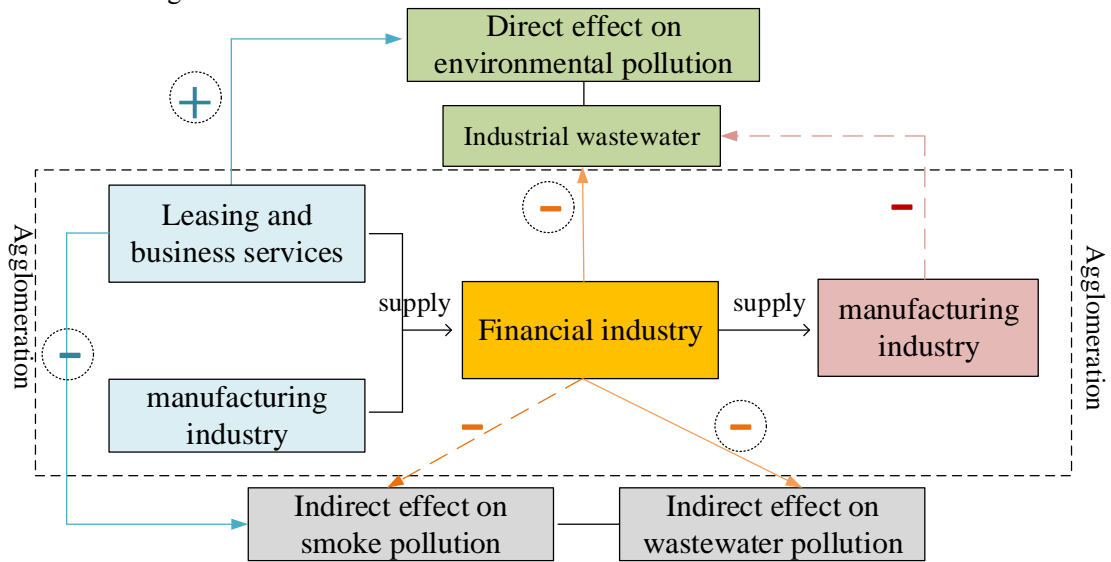 Direct effect on
environmental pollution
+
Industrial wastewater
Leasing and
business services
-
-
Agglomeration
Agglomeration
supply
supply
Financial industry
manufacturing
industry
-
manufacturing
industry
-
-
Indirect effect on
smoke pollution
Indirect effect on
wastewater pollution